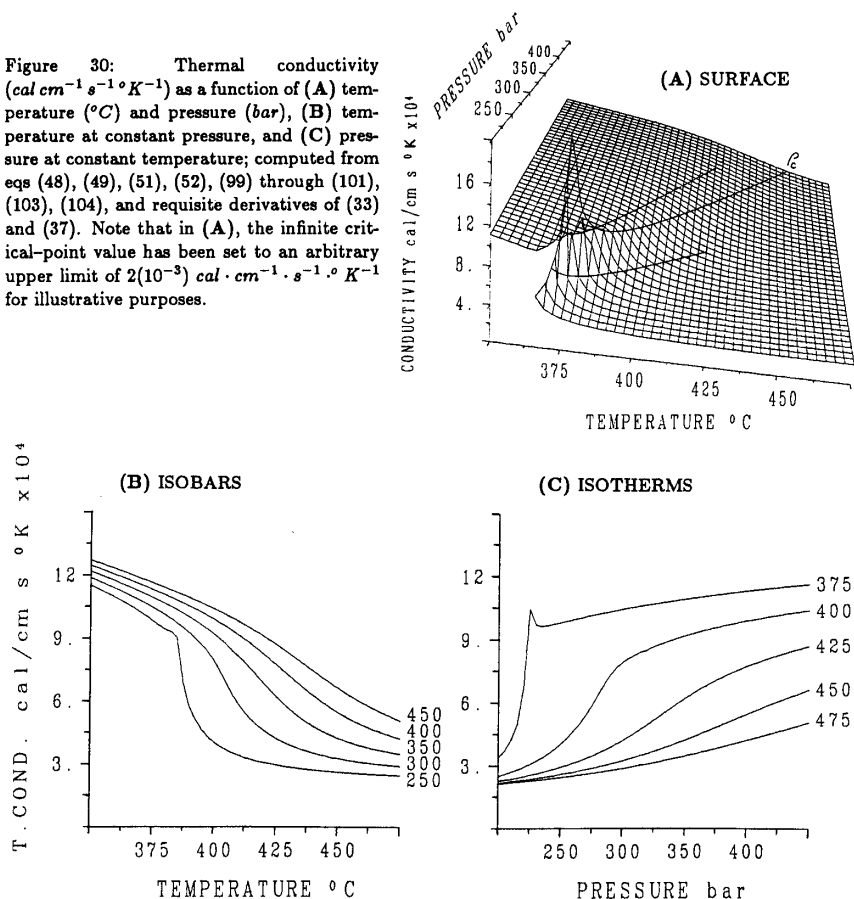 Figure 30: Thermal conductivity
(cal cm⁻¹ s⁻¹ °K⁻¹) as a function of (A) tem-
perature (°C) and pressure (bar), (B) tem-
perature at constant pressure, and (C) pres-
sure at constant temperature; computed from
eqs (48), (49), (51), (52), (99) through (101),
(103), (104), and requisite derivatives of (33)
and (37). Note that in (A), the infinite crit-
ical–point value has been set to an arbitrary
upper limit of 2(10⁻³) cal · cm⁻¹ · s⁻¹ ·° K⁻¹
for illustrative purposes.
(A) SURFACE
PRESSURE bar
400
350
300
250
CONDUCTIVITY cal/cm s °K x10⁴
16
12
8.
4.
375
400
425
450
TEMPERATURE °C
(B) ISOBARS
T.COND. cal/cm s °K x10⁴
12
9.
6.
3.
450
400
350
300
250
375 400 425 450
TEMPERATURE °C
(C) ISOTHERMS
12
9.
6.
3.
375
400
425
450
475
250 300 350 400
PRESSURE bar